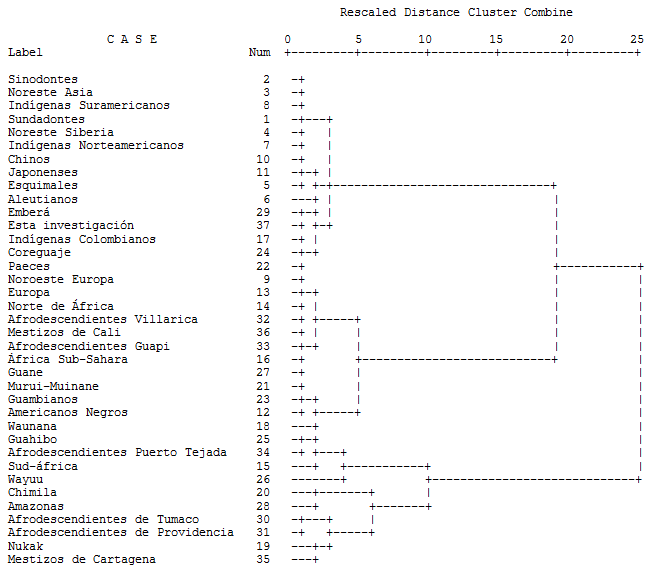 Rescaled Distance Cluster Combine
C A S E 0 5 10 15 20 25
Label Num +---------+---------+---------+---------+---------+
Sinodontes 2
Noreste Asia 3
Indígenas Suramericanos 8
Sundadontes 1
Noreste Siberia 4
Indígenas Norteamericanos 7
Chinos 10
Japonenses 11
Esquimales 5
Aleutianos 6
Emberá 29
Esta investigación 37
Indígenas Colombianos 17
Coreguaje 24
Paeces 22
Noroeste Europa 9
Europa 13
Norte de África 14
Afrodescendientes Villarica 32
Mestizos de Cali 36
Afrodescendientes Guapi 33
África Sub-Sahara 16
Guane 27
Murui-Muinane 21
Guambianos 23
Americanos Negros 12
Waunana 18
Guahibo 25
Afrodescendientes Puerto Tejada 34
Sud-áfrica 15
Wayuu 26
Chimila 20
Amazonas 28
Afrodescendientes de Tumaco 30
Afrodescendientes de Providencia 31
Nukak 19
Mestizos de Cartagena 35